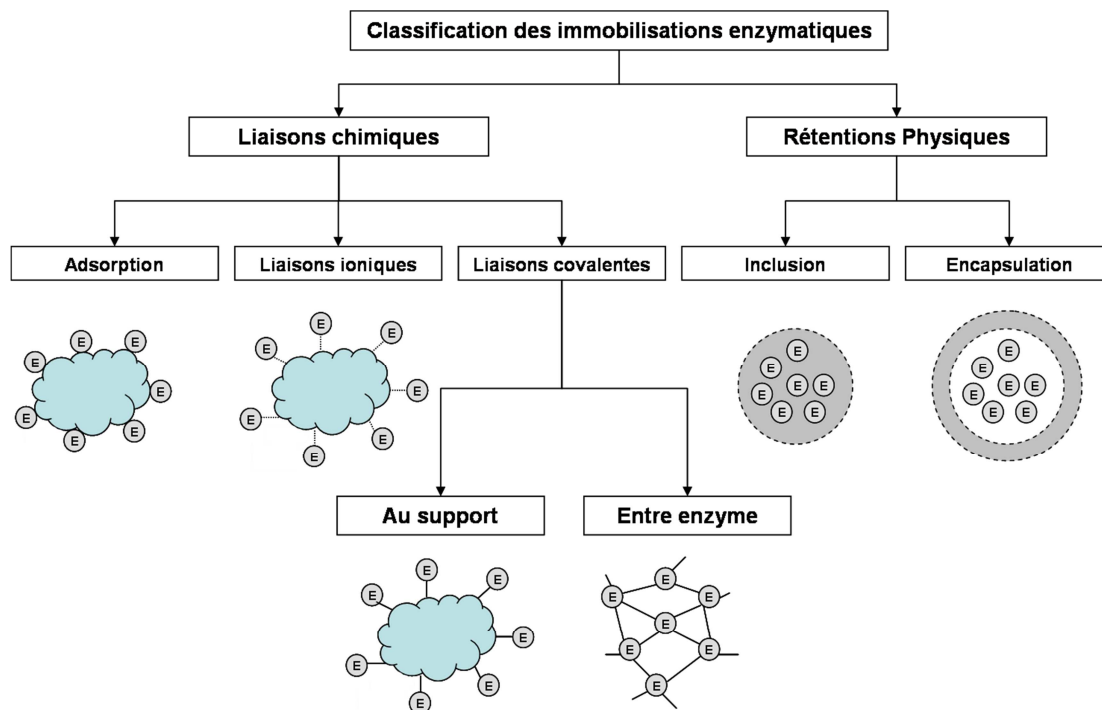 Classification des immobilisations enzymatiques
Liaisons chimiques
Rétentions Physiques
Adsorption
Liaisons ioniques
Liaisons covalentes
Inclusion
Encapsulation
E E E E E E E
E E E E E E E
E E E E E E E
E E E E E E E
Au support
Entre enzyme
E E E E E E E
E E E E E E E